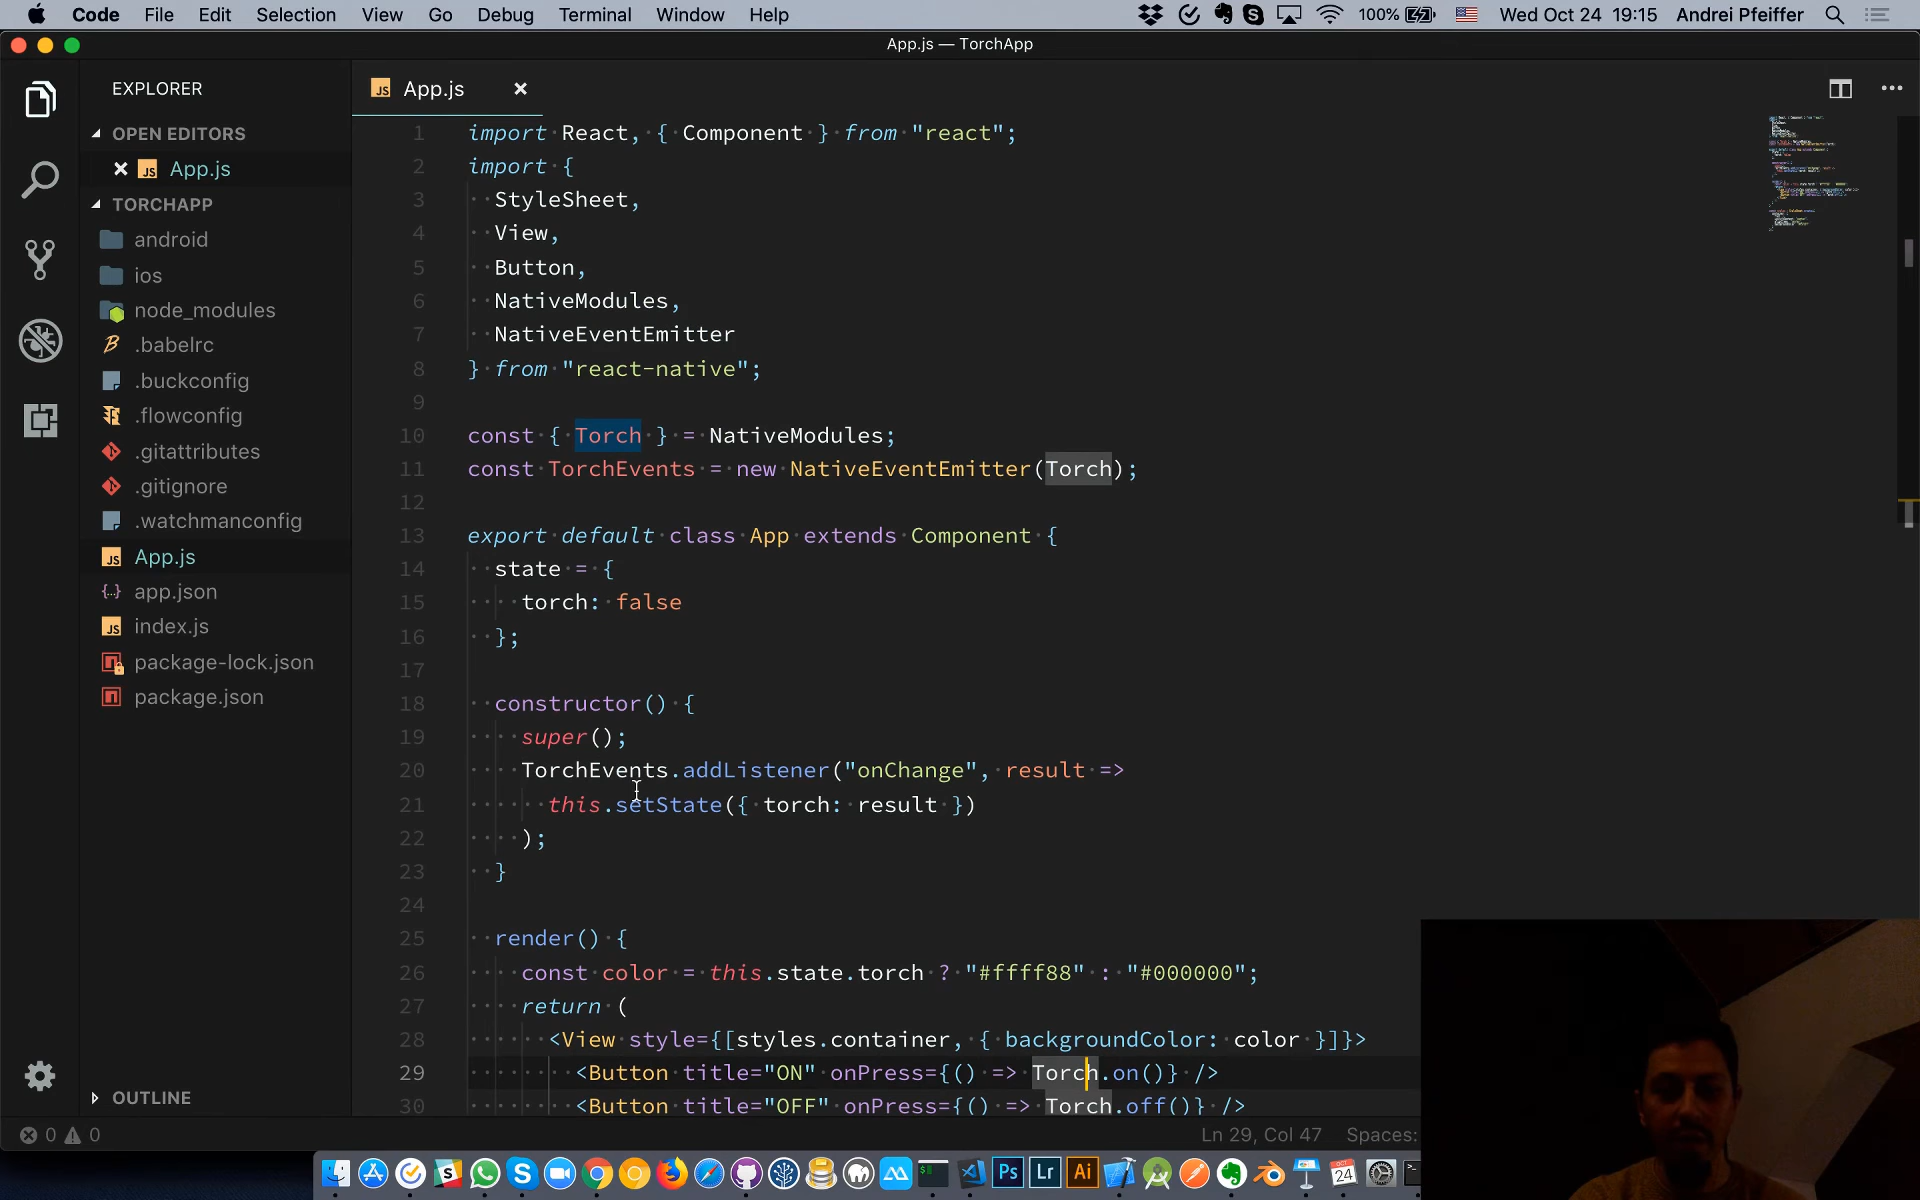 Code File Edit Selection View Go Debug Terminal Window Help 100% Wed Oct 24 19:15 Andrei Pfeiffer
App.js — TorchApp
EXPLORER
OPEN EDITORS
App.js
TORCHAPP
android
ios
node_modules
.babelrc
.buckconfig
.flowconfig
.gitattributes
.gitignore
.watchmanconfig
App.js
app.json
index.js
package-lock.json
package.json
OUTLINE
JS App.js
1 import React, { Component } from "react";
2 import {
3 StyleSheet,
4 View,
5 Button,
6 NativeModules,
7 NativeEventEmitter
8 } from "react-native";
9
10 const { Torch } = NativeModules;
11 const TorchEvents = new NativeEventEmitter(Torch);
12
13 export default class App extends Component {
14 state = {
15 torch: false
16 };
17
18 constructor() {
19 super();
20 TorchEvents.addListener("onChange", result =>
21 this.setState({ torch: result })
22 );
23 }
24
25 render() {
26 const color = this.state.torch ? "#ffff88" : "#000000";
27 return (
28 <View style={[styles.container, { backgroundColor: color }]}>
29 <Button title="ON" onPress={() => Torch.on()} />
30 <Button title="OFF" onPress={() => Torch.off()} />
0 0 Ln 29, Col 47 Spaces:
Ps Lr Ai 24